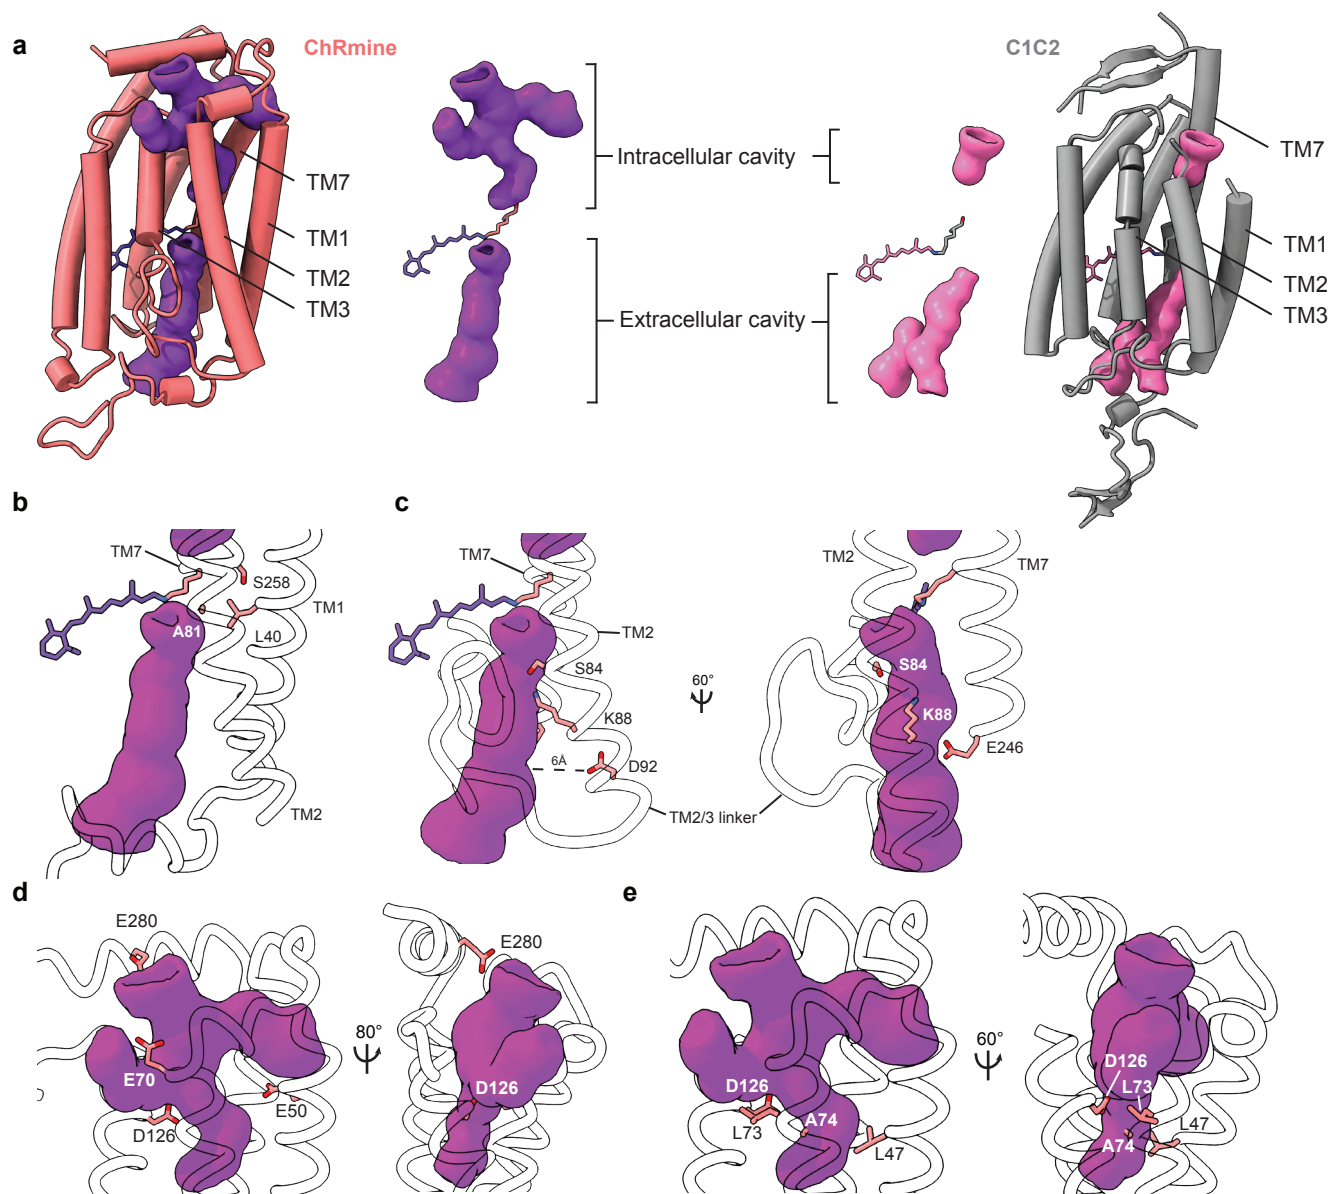 a
ChRmine
C1C2
Intracellular cavity
Extracellular cavity
TM7
TM1
TM2
TM3
TM7
TM1
TM2
TM3
b
TM7
S258
TM1
A81
L40
TM2
c
TM7
TM2
S84
K88
6Å
D92
TM2/3 linker
60°
TM2
TM7
S84
K88
E246
d
E280
E70
E50
D126
80°
E280
D126
e
D126
L73
A74
L47
60°
D126
L73
L47
A74